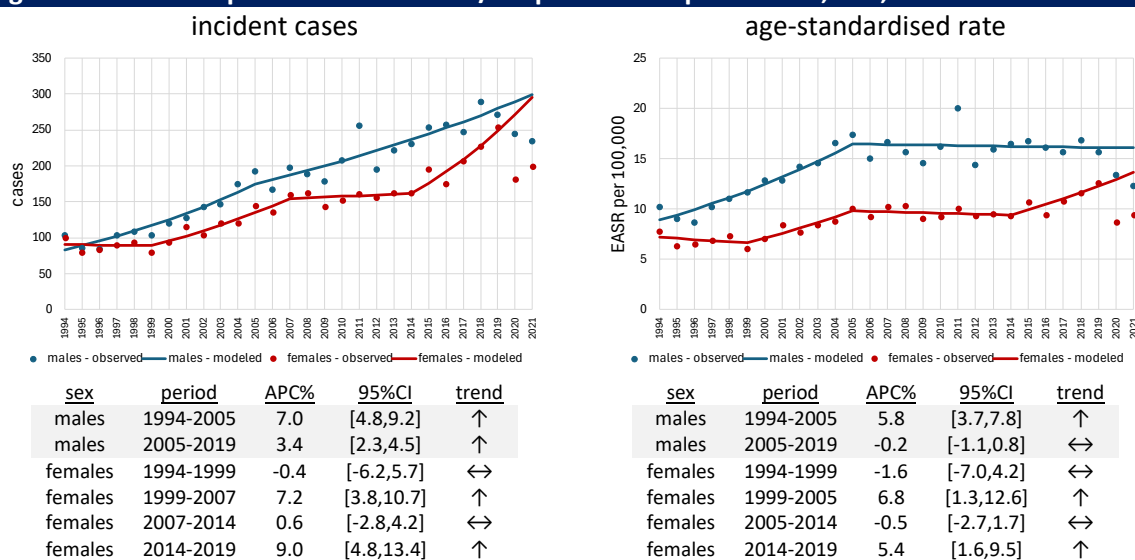 incident cases
350
300
250
200
150
100
50
0
cases
1994 1995 1996 1997 1998 1999 2000 2001 2002 2003 2004 2005 2006 2007 2008 2009 2010 2011 2012 2013 2014 2015 2016 2017 2018 2019 2020 2021
males - observed males - modeled females - observed females - modeled
sex period APC% 95%CI trend
males 1994-2005 7.0 [4.8,9.2] ↑
males 2005-2019 3.4 [2.3,4.5] ↑
females 1994-1999 -0.4 [-6.2,5.7] ↔
females 1999-2007 7.2 [3.8,10.7] ↑
females 2007-2014 0.6 [-2.8,4.2] ↔
females 2014-2019 9.0 [4.8,13.4] ↑
age-standardised rate
25
20
15
10
5
0
EASR per 100,000
1994 1995 1996 1997 1998 1999 2000 2001 2002 2003 2004 2005 2006 2007 2008 2009 2010 2011 2012 2013 2014 2015 2016 2017 2018 2019 2020 2021
males - observed males - modeled females - observed females - modeled
sex period APC% 95%CI trend
males 1994-2005 5.8 [3.7,7.8] ↑
males 2005-2019 -0.2 [-1.1,0.8] ↔
females 1994-1999 -1.6 [-7.0,4.2] ↔
females 1999-2005 6.8 [1.3,12.6] ↑
females 2005-2014 -0.5 [-2.7,1.7] ↔
females 2014-2019 5.4 [1.6,9.5] ↑